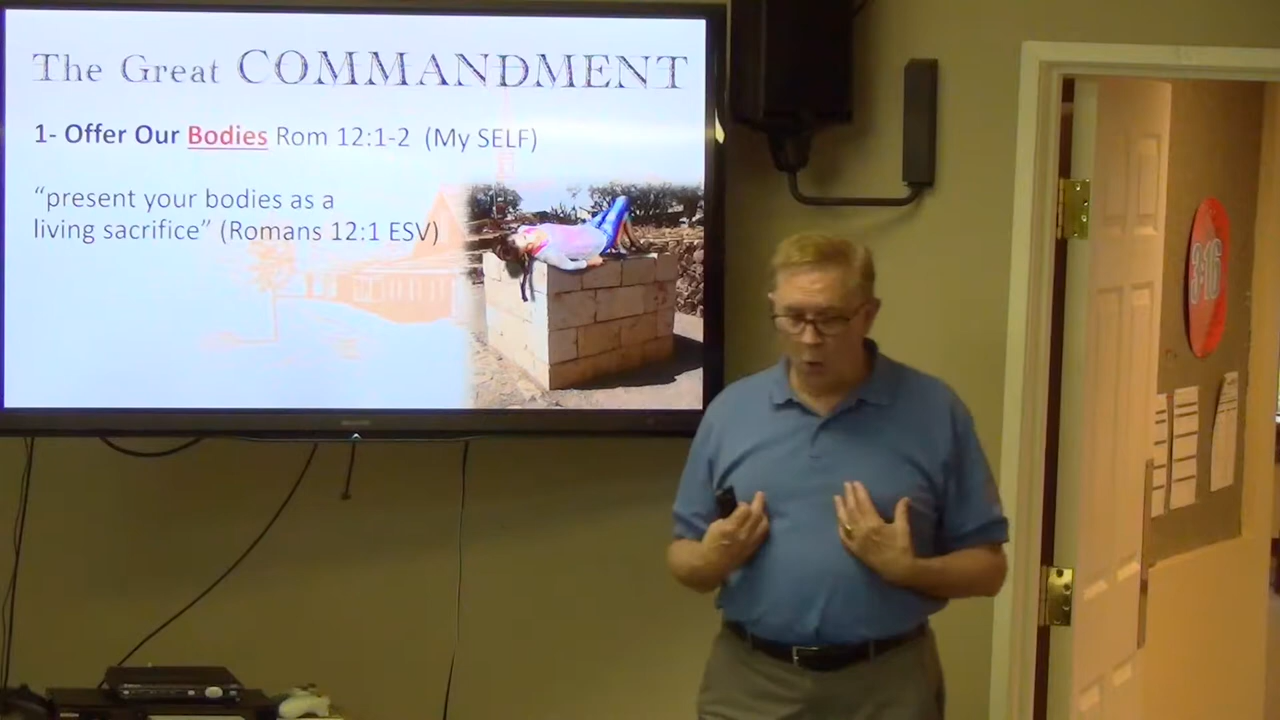 The Great COMMANDMENT
1- Offer Our Bodies Rom 12:1-2 (My SELF)
“present your bodies as a
living sacrifice” (Romans 12:1 ESV)
3:16